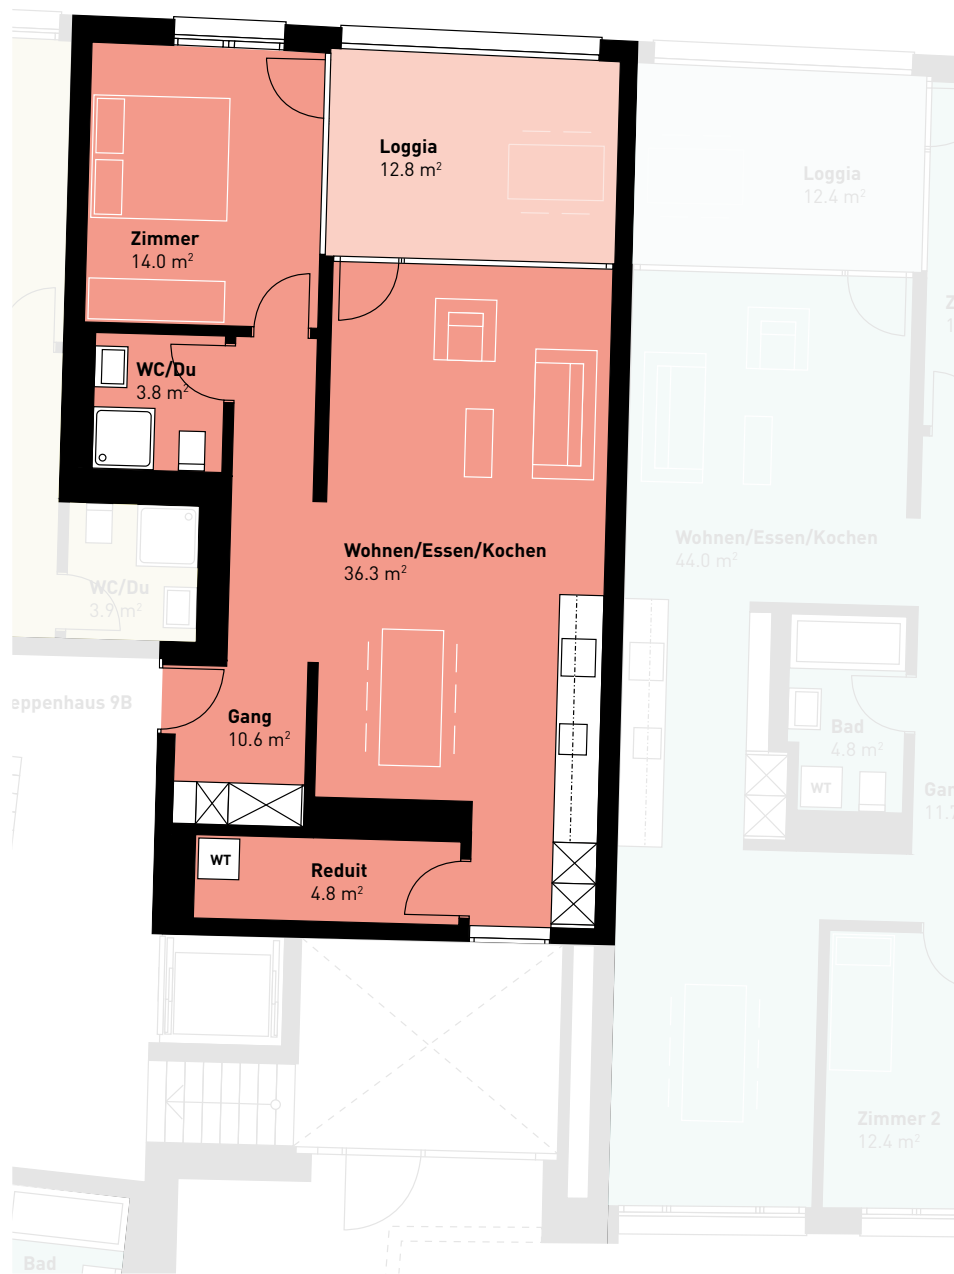 Loggia
12.8 m²
Loggia
12.4 m²
Zimmer
14.0 m²
WC/Du
3.8 m²
Wohnen/Essen/Kochen
36.3 m²
Wohnen/Essen/Kochen
44.0 m²
WC/Du
3.9 m²
eppenhaus 9B
Gang
10.6 m²
Bad
4.8 m²
WT
WT
Reduit
4.8 m²
Zimmer 2
12.4 m²
Bad